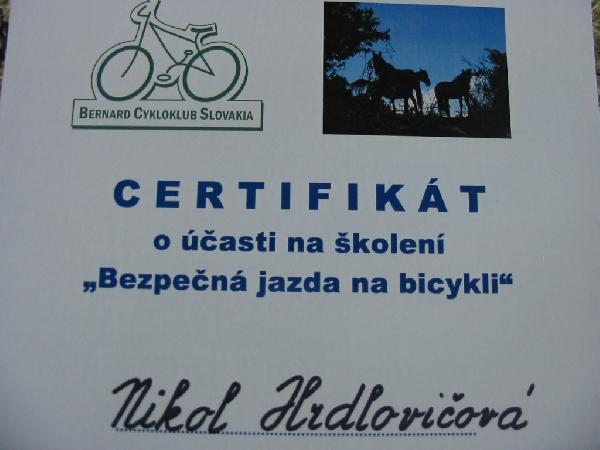 BERNARD CYKLOKLUB SLOVAKIA
CERTIFIKÁT
o účasti na školení
„Bezpečná jazda na bicykli“
Nikol Hrdlovičová